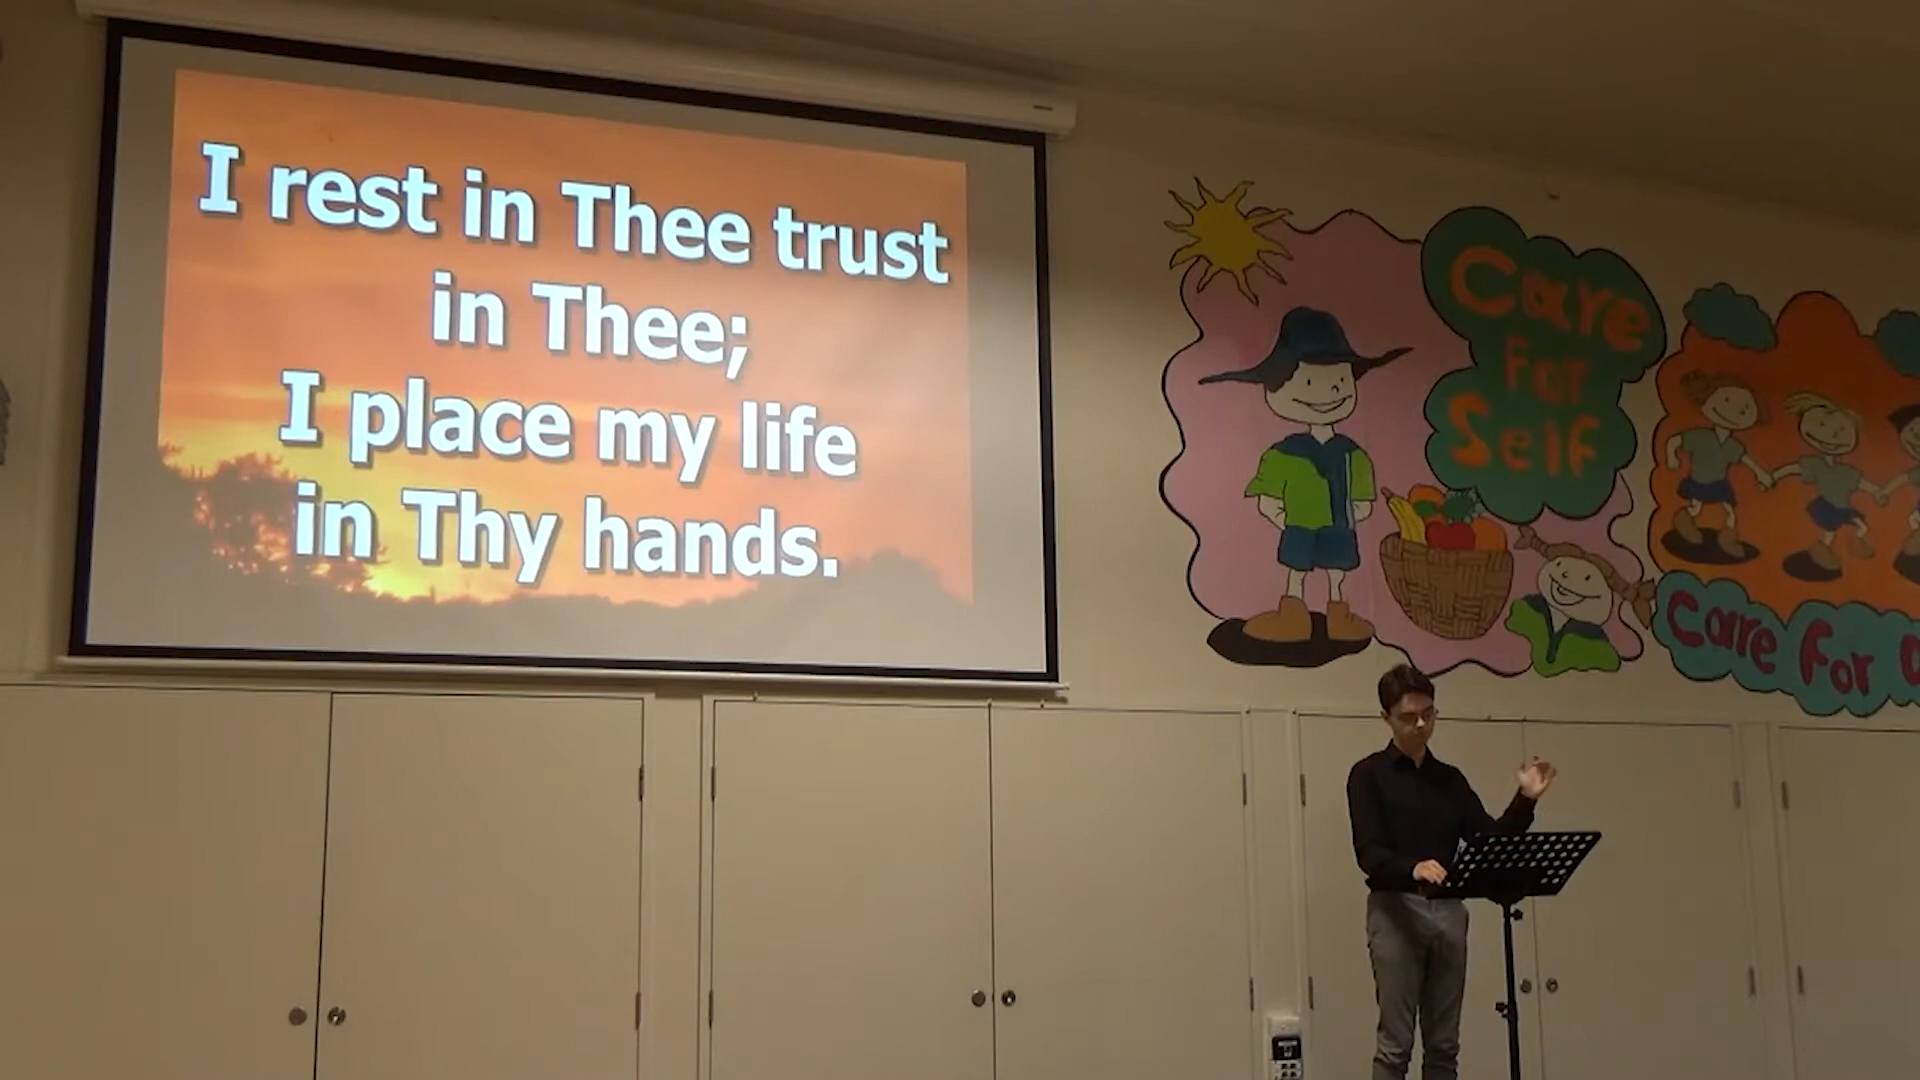 I rest in Thee trust
in Thee;
I place my life
in Thy hands.
Care
For
Self
Care For